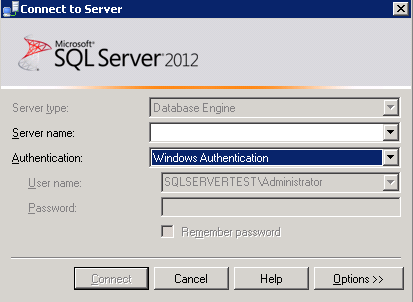 Connect to Server
Microsoft®
SQL Server® 2012
Server type: Database Engine
Server name:
Authentication: Windows Authentication
User name: SQLSERVERTEST\Administrator
Password:
Remember password
Connect Cancel Help Options >>